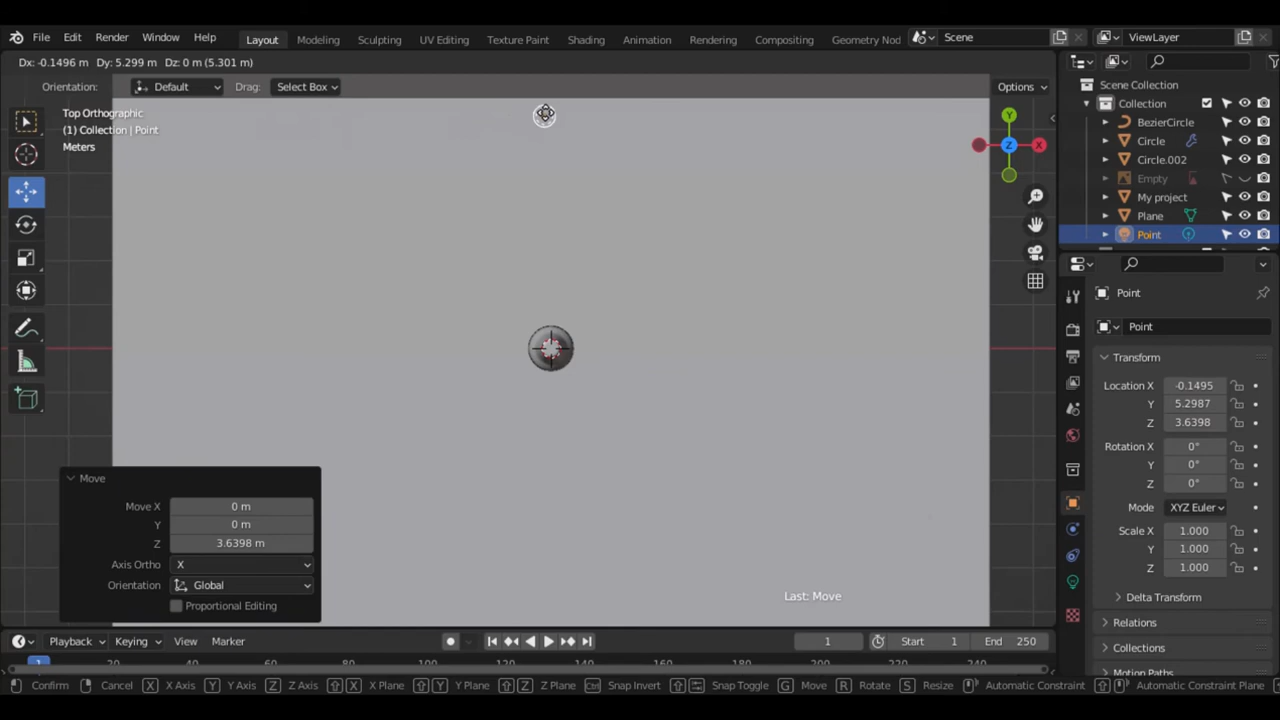 File Edit Render Window Help Layout Modeling Sculpting UV Editing Texture Paint Shading Animation Rendering Compositing Geometry Nod Scene ViewLayer
Dx: -0.1496 m Dy: 5.299 m Dz: 0 m (5.301 m)
Orientation: Default Drag: Select Box Options
Top Orthographic
(1) Collection | Point
Meters
Y
X
Z
Scene Collection
Collection
BezierCircle
Circle
Circle.002
Empty
My project
Plane
Point
Point
Point
Transform
Location X -0.1495
Y 5.2987
Z 3.6398
Rotation X 0°
Y 0°
Z 0°
Mode XYZ Euler
Scale X 1.000
Y 1.000
Z 1.000
Delta Transform
Relations
Collections
Motion Paths
Move
Move X 0 m
Y 0 m
Z 3.6398 m
Axis Ortho X
Orientation Global
Proportional Editing
Last: Move
Playback Keying View Marker 1 Start 1 End 250
1 20 40 60 80 100 120 140 160 180 200 220 240
Confirm Cancel X X Axis Y Y Axis Z Z Axis X X Plane Y Y Plane Z Z Plane Ctrl Snap Invert Snap Toggle G Move R Rotate S Resize Automatic Constraint Automatic Constraint Plane